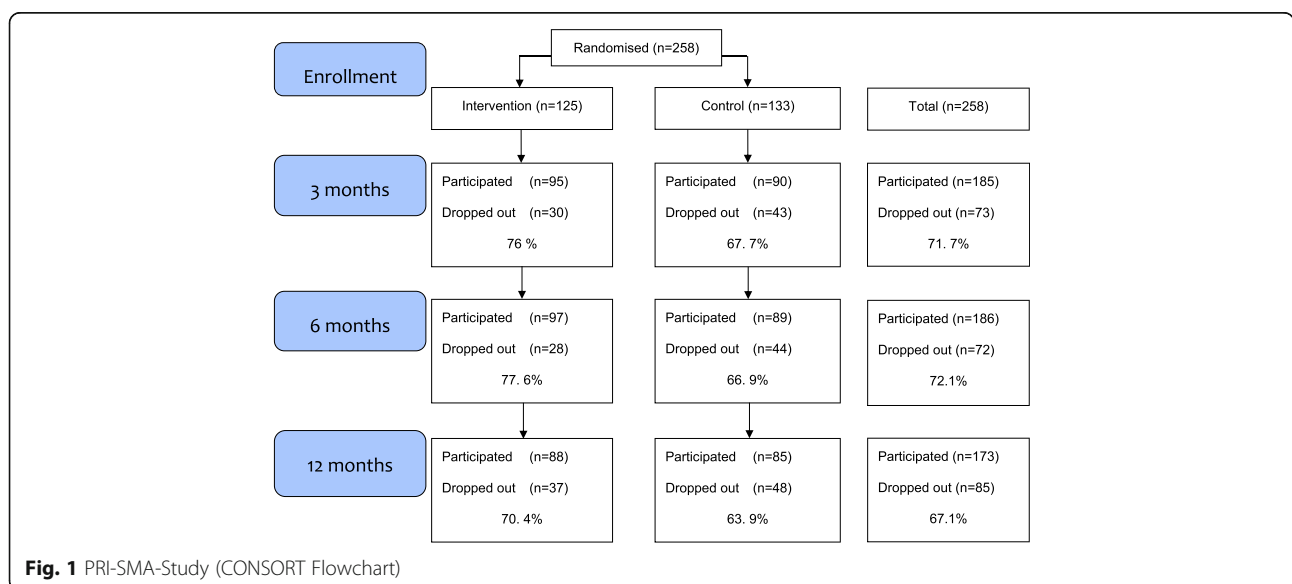 Randomised (n=258)
Enrollment
Intervention (n=125)
Control (n=133)
Total (n=258)
3 months
Participated (n=95)
Dropped out (n=30)
76 %
Participated (n=90)
Dropped out (n=43)
67. 7%
Participated (n=185)
Dropped out (n=73)
71. 7%
6 months
Participated (n=97)
Dropped out (n=28)
77. 6%
Participated (n=89)
Dropped out (n=44)
66. 9%
Participated (n=186)
Dropped out (n=72)
72.1%
12 months
Participated (n=88)
Dropped out (n=37)
70. 4%
Participated (n=85)
Dropped out (n=48)
63. 9%
Participated (n=173)
Dropped out (n=85)
67.1%
Fig. 1 PRI-SMA-Study (CONSORT Flowchart)